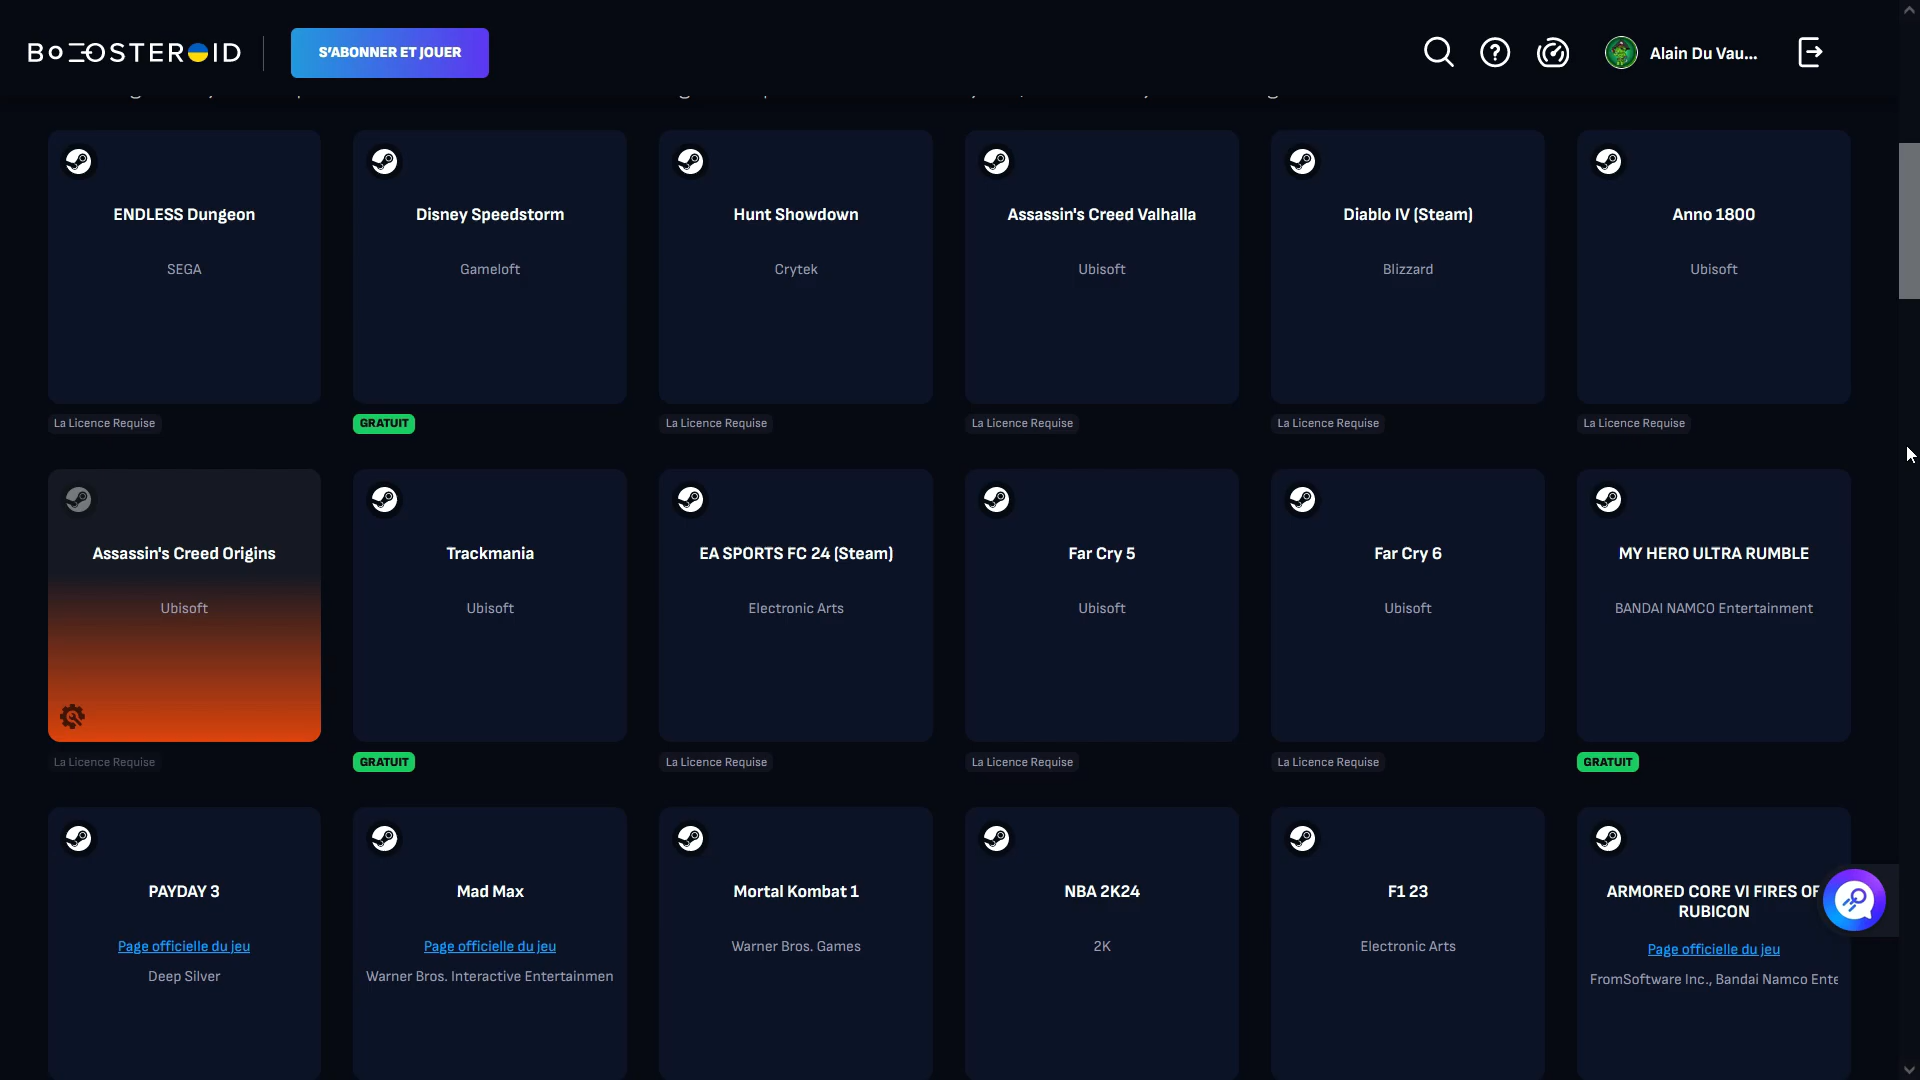 BOOSTEROID
S'ABONNER ET JOUER
Alain Du Vau...
ENDLESS Dungeon
SEGA
La Licence Requise
Disney Speedstorm
Gameloft
GRATUIT
Hunt Showdown
Crytek
La Licence Requise
Assassin's Creed Valhalla
Ubisoft
La Licence Requise
Diablo IV (Steam)
Blizzard
La Licence Requise
Anno 1800
Ubisoft
La Licence Requise
Assassin's Creed Origins
Ubisoft
La Licence Requise
Trackmania
Ubisoft
GRATUIT
EA SPORTS FC 24 (Steam)
Electronic Arts
La Licence Requise
Far Cry 5
Ubisoft
La Licence Requise
Far Cry 6
Ubisoft
La Licence Requise
MY HERO ULTRA RUMBLE
BANDAI NAMCO Entertainment
GRATUIT
PAYDAY 3
Page officielle du jeu
Deep Silver
Mad Max
Page officielle du jeu
Warner Bros. Interactive Entertainmen
Mortal Kombat 1
Warner Bros. Games
NBA 2K24
2K
F1 23
Electronic Arts
ARMORED CORE VI FIRES OF
RUBICON
Page officielle du jeu
FromSoftware Inc., Bandai Namco Ente